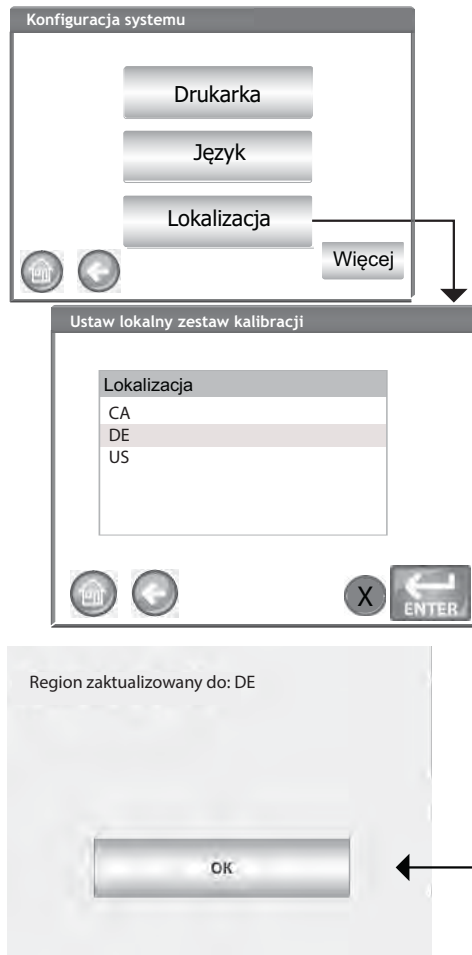 Konfiguracja systemu
Drukarka
Język
Lokalizacja
Więcej
Ustaw lokalny zestaw kalibracji
Lokalizacja
CA
DE
US
X
ENTER
Region zaktualizowany do: DE
OK